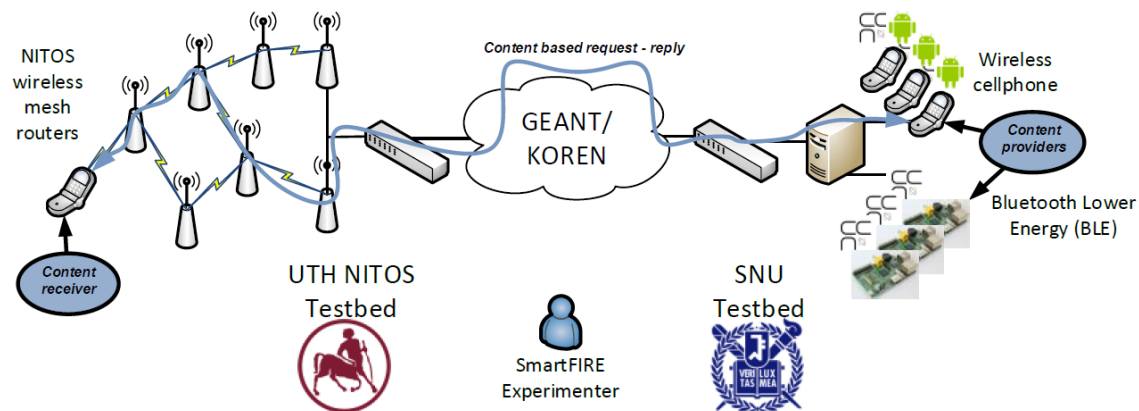 Content based request - reply
NITOS
wireless
mesh
routers
Wireless
cellphone
GEANT/
KOREN
Content
providers
Bluetooth Lower
Energy (BLE)
Content
receiver
UTH NITOS
Testbed
SNU
Testbed
SmartFIRE
Experimenter
VERI
LUX
TAS
MEA